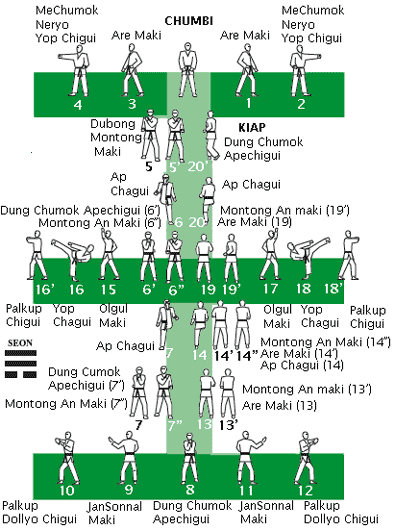 MeChumok
Neryo
Yop Chigui
Are Maki
CHUMBI
Are Maki
MeChumok
Neryo
Yop Chigui
4
3
1
2
Dubong
Montong
Maki
KIAP
Dung Chumok
Apechigui
5
5'
20'
Ap
Chagui
Ap Chagui
Dung Chumok Apechigui (6')
Montong An Maki (6'')
6
20
Montong An maki (19')
Are Maki (19)
16'
16
15
6'
6''
19
19'
17
18
18'
Palkup
Chigui
Yop
Chagui
Olgul
Maki
Olgul
Maki
Yop
Chagui
Palkup
Chigui
SEON
Ap Chagui
7
14
14'
14''
Montong An Maki (14'')
Are Maki (14')
Ap Chagui (14)
Dung Cumok
Apechigui (7')
Montong An Maki (7'')
7
7''
13
13'
Montong An maki (13')
Are Maki (13)
10
9
8
11
12
Palkup
Dollyo Chigui
JanSonnal
Maki
Dung Chumok
Apechigui
JanSonnal
Maki
Palkup
Dollyo Chigui